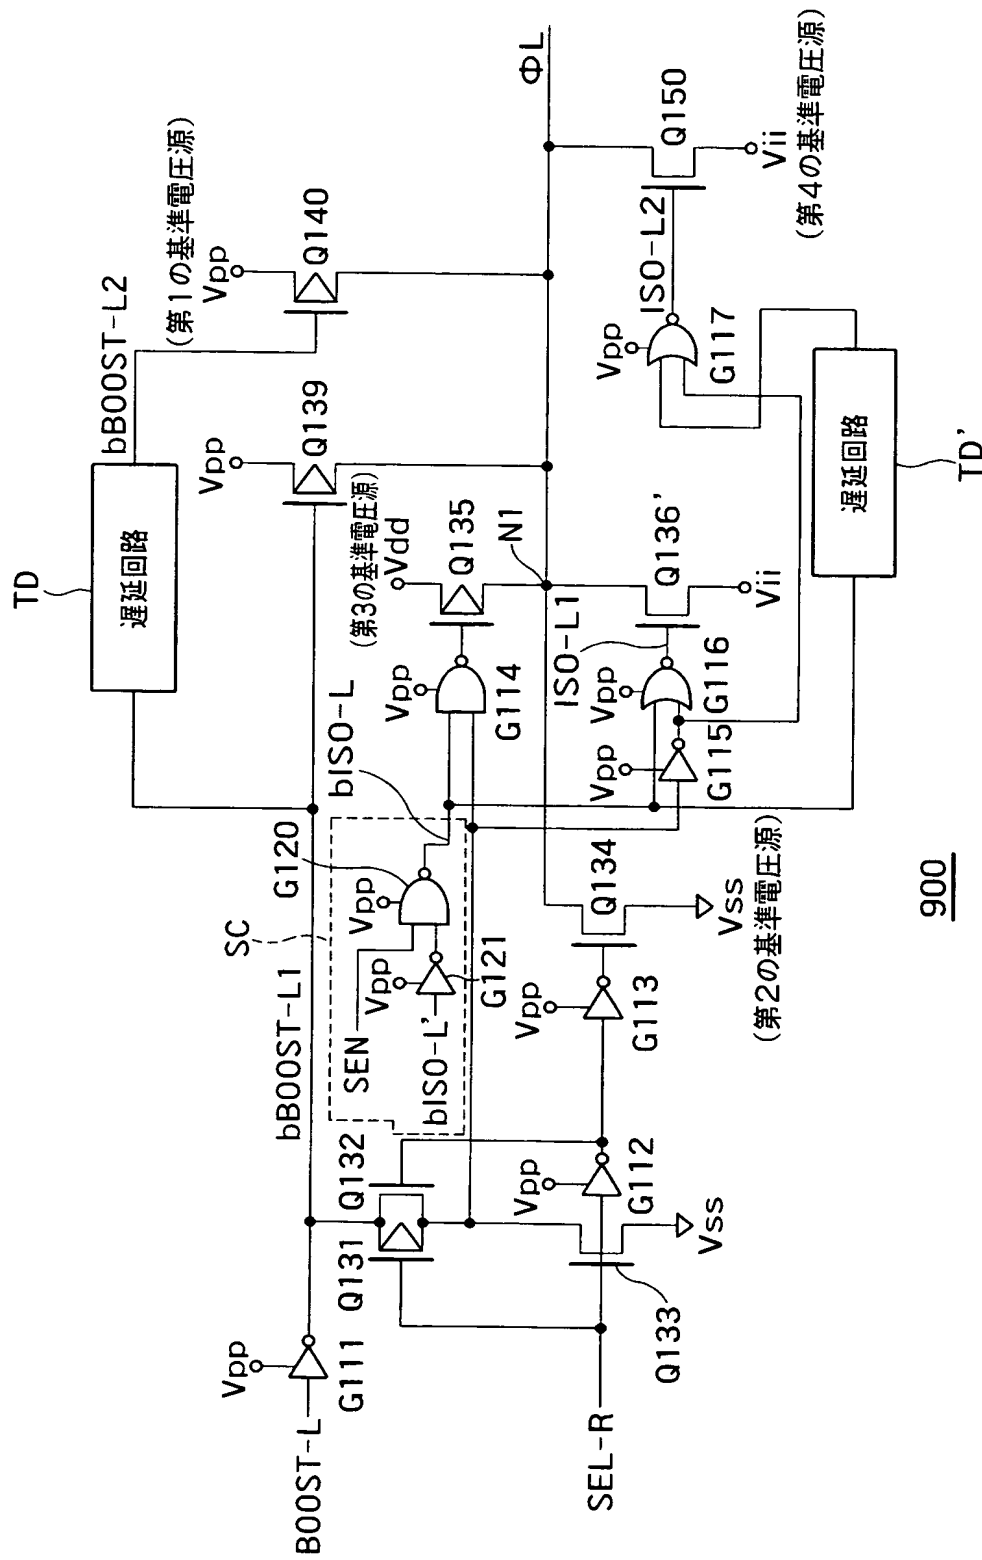 TD
遅延回路
bBOOST-L2
Vpp
(第1の基準電圧源)
Q140
ΦL
BOOST-L
Vpp
G111
bBOOST-L1
Vpp
Q139
Q131
Q132
SC
G120
SEN
Vpp
bISO-L'
Vpp
G121
bISO-L
Vpp
G114
(第3の基準電圧源)
Vdd
Q135
N1
SEL-R
Q133
Vss
Vpp
G112
Vpp
G113
Q134
Vss
(第2の基準電圧源)
Vpp
G115
Vpp
G116
ISO-L1
Q136'
Vii
Vpp
G117
ISO-L2
Q150
Vii
(第4の基準電圧源)
遅延回路
TD'
900